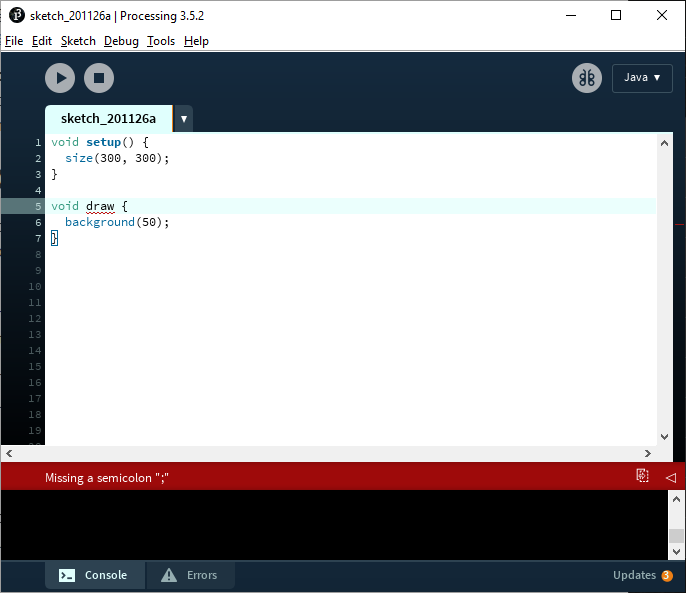 sketch_201126a | Processing 3.5.2
File Edit Sketch Debug Tools Help
Java ▼
sketch_201126a ▼
1 void setup() {
2   size(300, 300);
3 }
4
5 void draw {
6   background(50);
7 }
8
9
10
11
12
13
14
15
16
17
18
19
Missing a semicolon ";"
Console Errors Updates 3